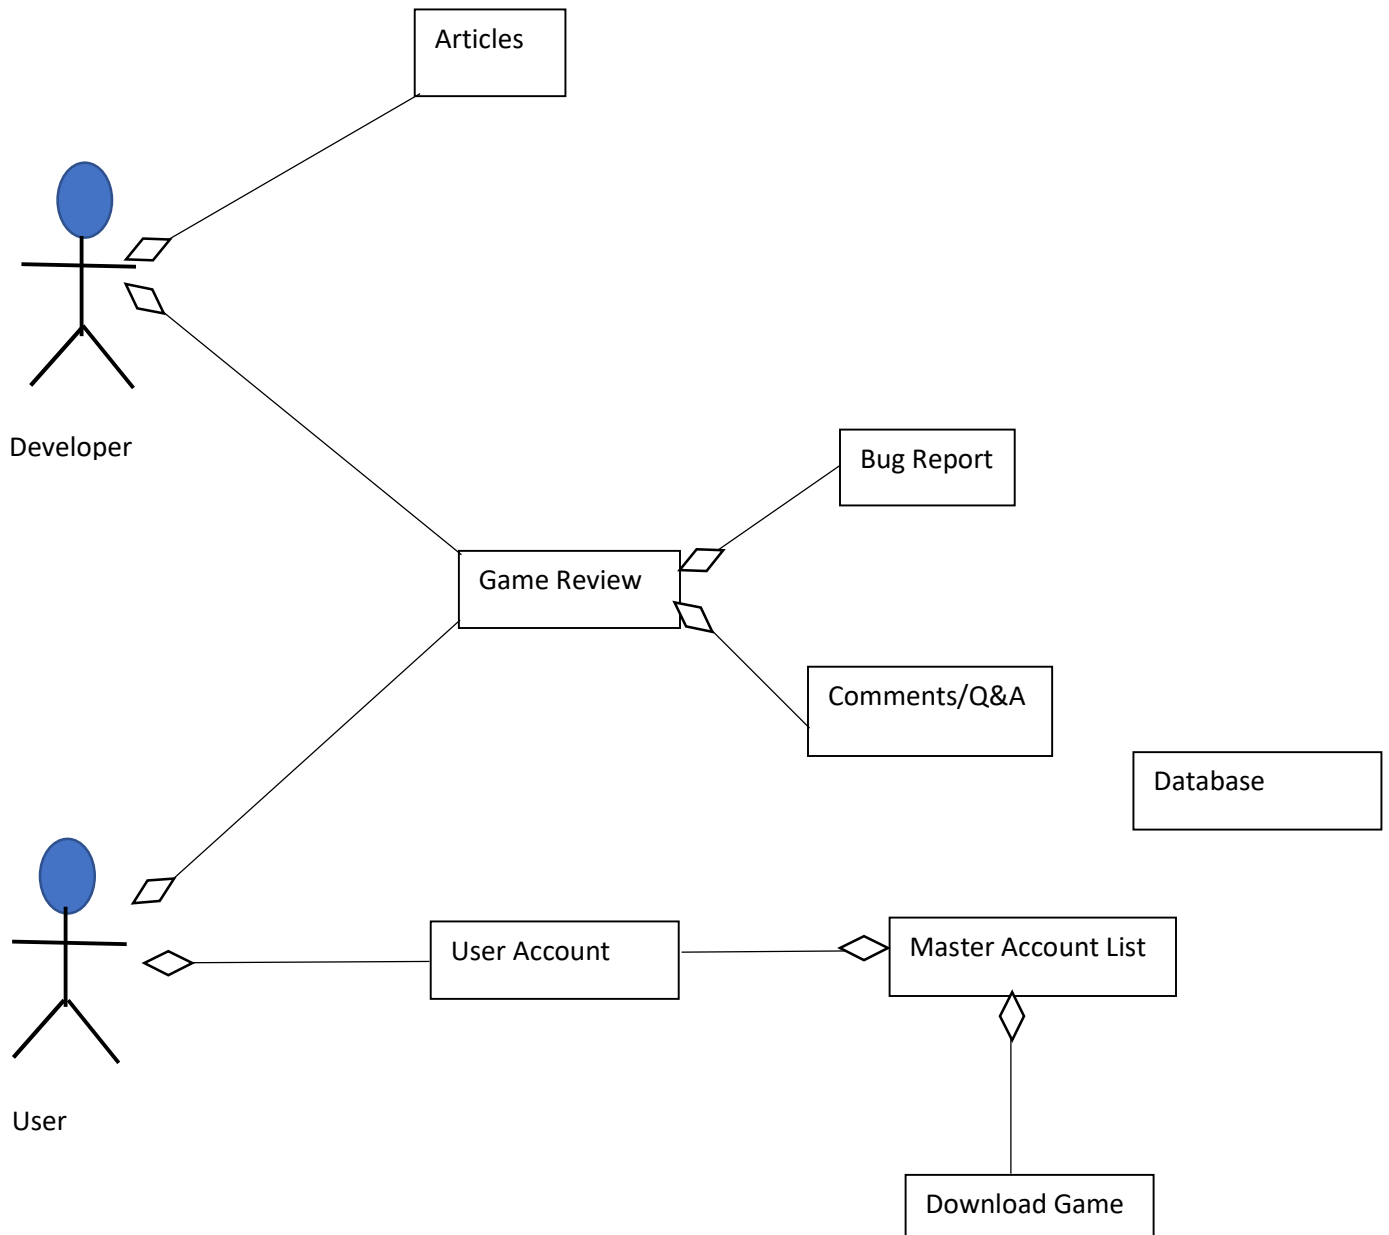 Articles
Developer
Bug Report
Game Review
Comments/Q&A
Database
User Account
Master Account List
User
Download Game